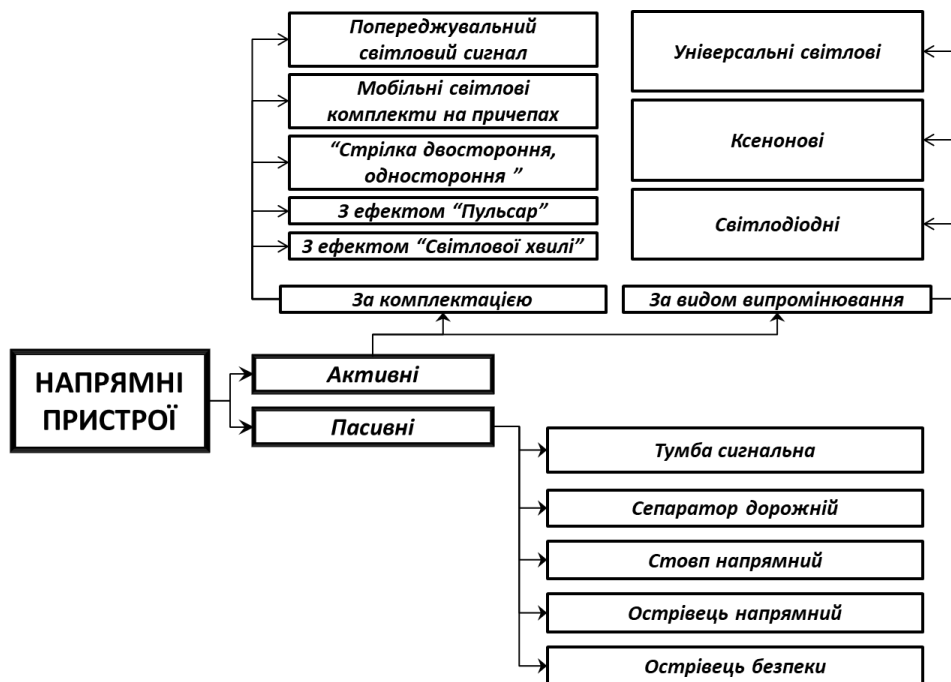 Попереджувальний
світловий сигнал
Мобільні світлові
комплекти на причепах
“Стрілка двостороння,
одностороння ”
З ефектом “Пульсар”
З ефектом “Світлової хвилі”
За комплектацією
Універсальні світлові
Ксенонові
Світлодіодні
За видом випромінювання
НАПРЯМНІ
ПРИСТРОЇ
Активні
Пасивні
Тумба сигнальна
Сепаратор дорожній
Стовп напрямний
Острівець напрямний
Острівець безпеки